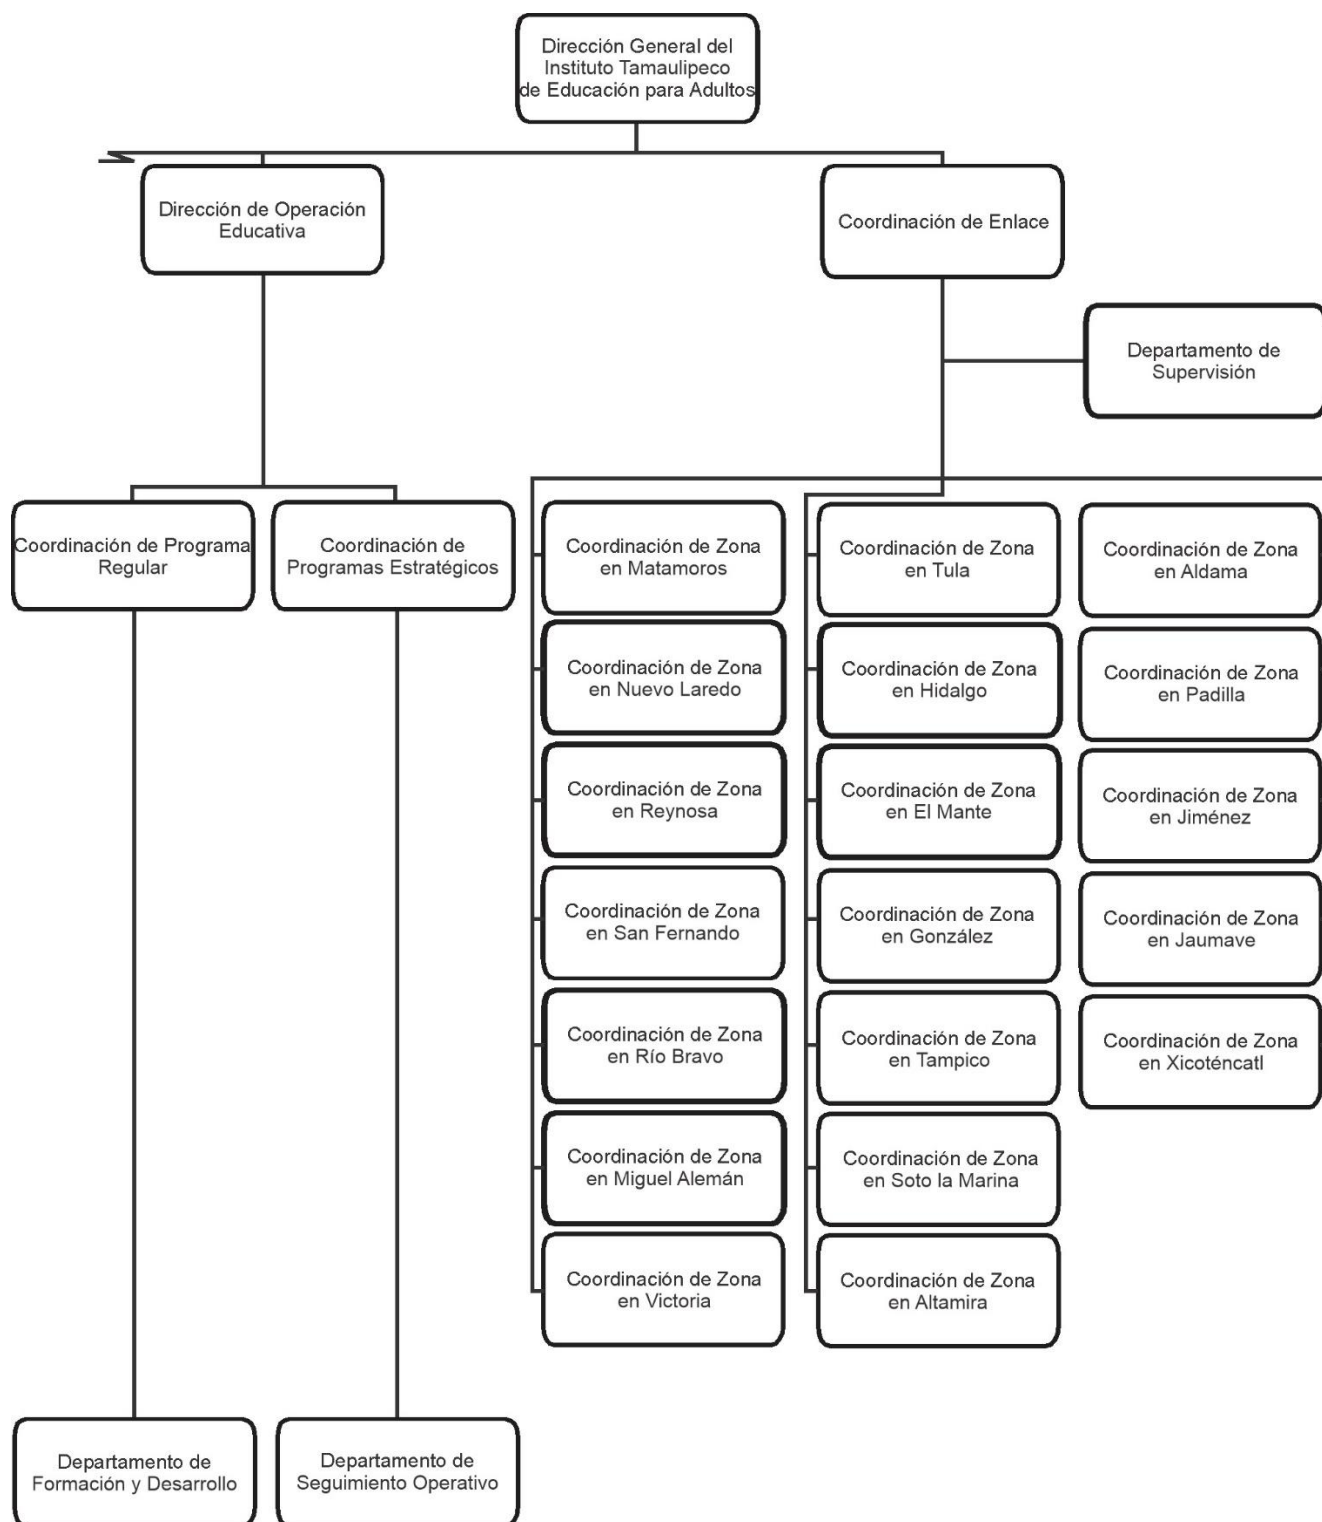 Dirección General del
Instituto Tamaulipeco
de Educación para Adultos
Dirección de Operación
Educativa
Coordinación de Enlace
Departamento de
Supervisión
Coordinación de Programa
Regular
Coordinación de
Programas Estratégicos
Coordinación de Zona
en Matamoros
Coordinación de Zona
en Nuevo Laredo
Coordinación de Zona
en Reynosa
Coordinación de Zona
en San Fernando
Coordinación de Zona
en Río Bravo
Coordinación de Zona
en Miguel Alemán
Coordinación de Zona
en Victoria
Coordinación de Zona
en Tula
Coordinación de Zona
en Hidalgo
Coordinación de Zona
en El Mante
Coordinación de Zona
en González
Coordinación de Zona
en Tampico
Coordinación de Zona
en Soto la Marina
Coordinación de Zona
en Altamira
Coordinación de Zona
en Aldama
Coordinación de Zona
en Padilla
Coordinación de Zona
en Jiménez
Coordinación de Zona
en Jaumave
Coordinación de Zona
en Xicoténcatl
Departamento de
Formación y Desarrollo
Departamento de
Seguimiento Operativo